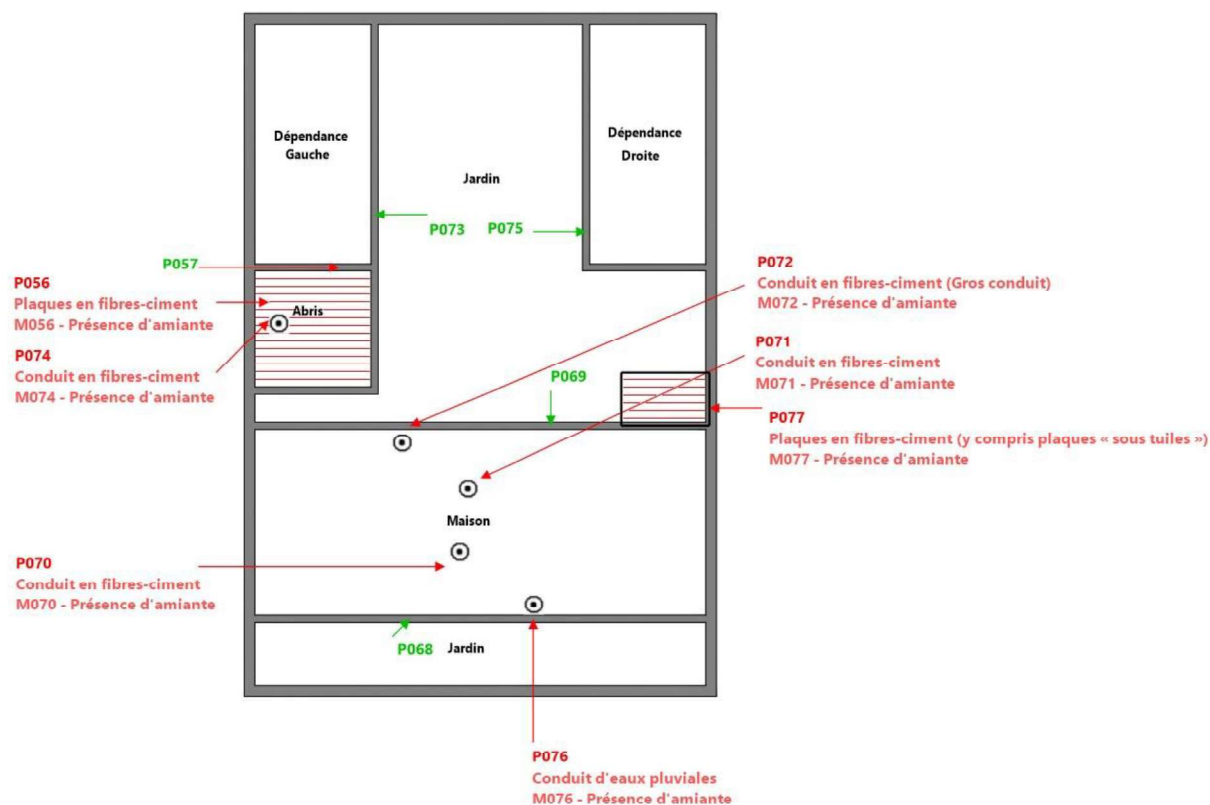 Dépendance
Gauche
Dépendance
Droite
Jardin
P073
P075
P057
P056
Plaques en fibres-ciment
M056 - Présence d'amiante
Abris
P074
Conduit en fibres-ciment
M074 - Présence d'amiante
P072
Conduit en fibres-ciment (Gros conduit)
M072 - Présence d'amiante
P071
Conduit en fibres-ciment
M071 - Présence d'amiante
P069
P077
Plaques en fibres-ciment (y compris plaques « sous tuiles »)
M077 - Présence d'amiante
Maison
P070
Conduit en fibres-ciment
M070 - Présence d'amiante
P068
Jardin
P076
Conduit d'eaux pluviales
M076 - Présence d'amiante